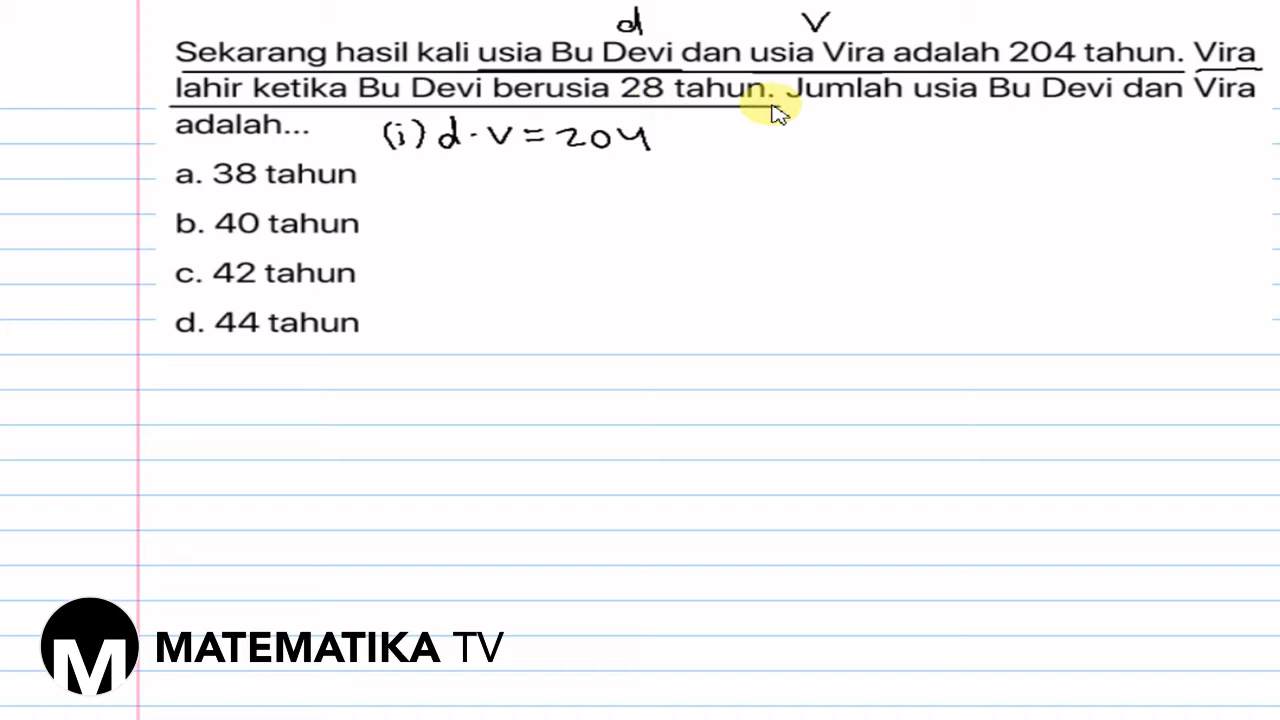 d V
Sekarang hasil kali usia Bu Devi dan usia Vira adalah 204 tahun. Vira
lahir ketika Bu Devi berusia 28 tahun. Jumlah usia Bu Devi dan Vira
adalah...
(i) d · v = 204
a. 38 tahun
b. 40 tahun
c. 42 tahun
d. 44 tahun
M MATEMATIKA TV